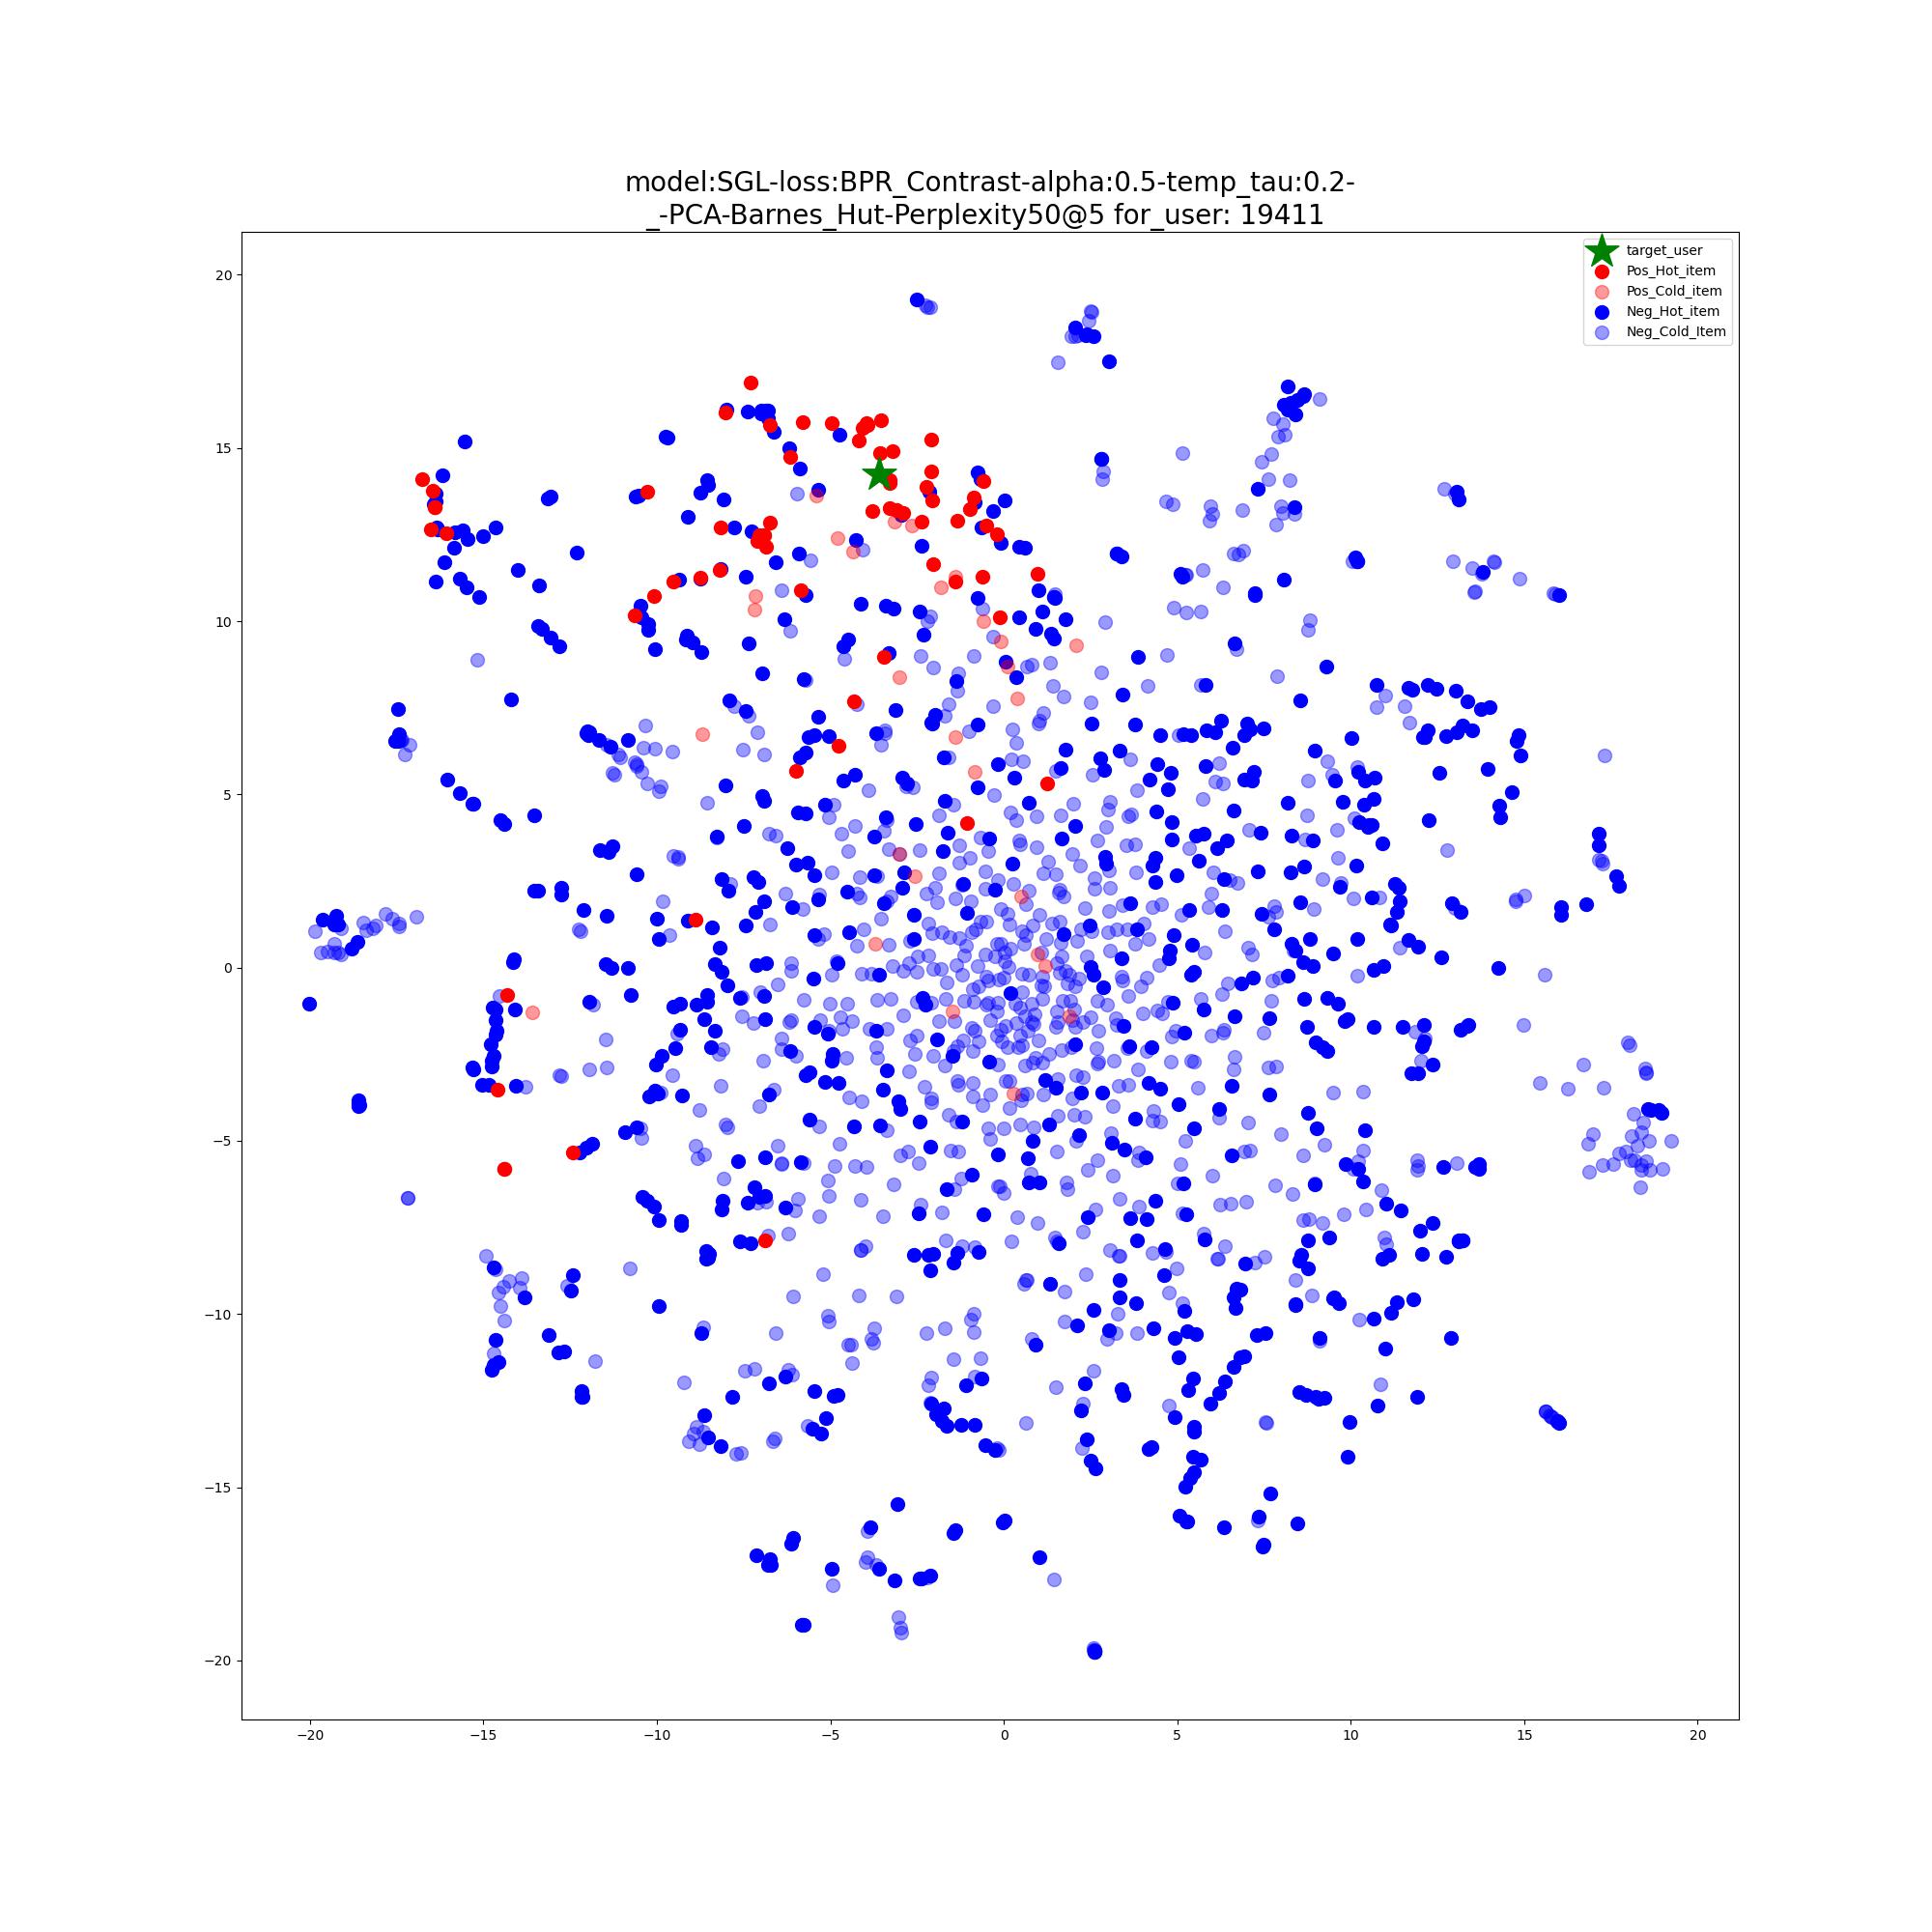 model:SGL-loss:BPR_Contrast-alpha:0.5-temp_tau:0.2-
_-PCA-Barnes_Hut-Perplexity50@5 for_user: 19411
target_user
Pos_Hot_item
Pos_Cold_item
Neg_Hot_item
Neg_Cold_Item
20
15
10
5
0
−5
−10
−15
−20
−20 −15 −10 −5 0 5 10 15 20